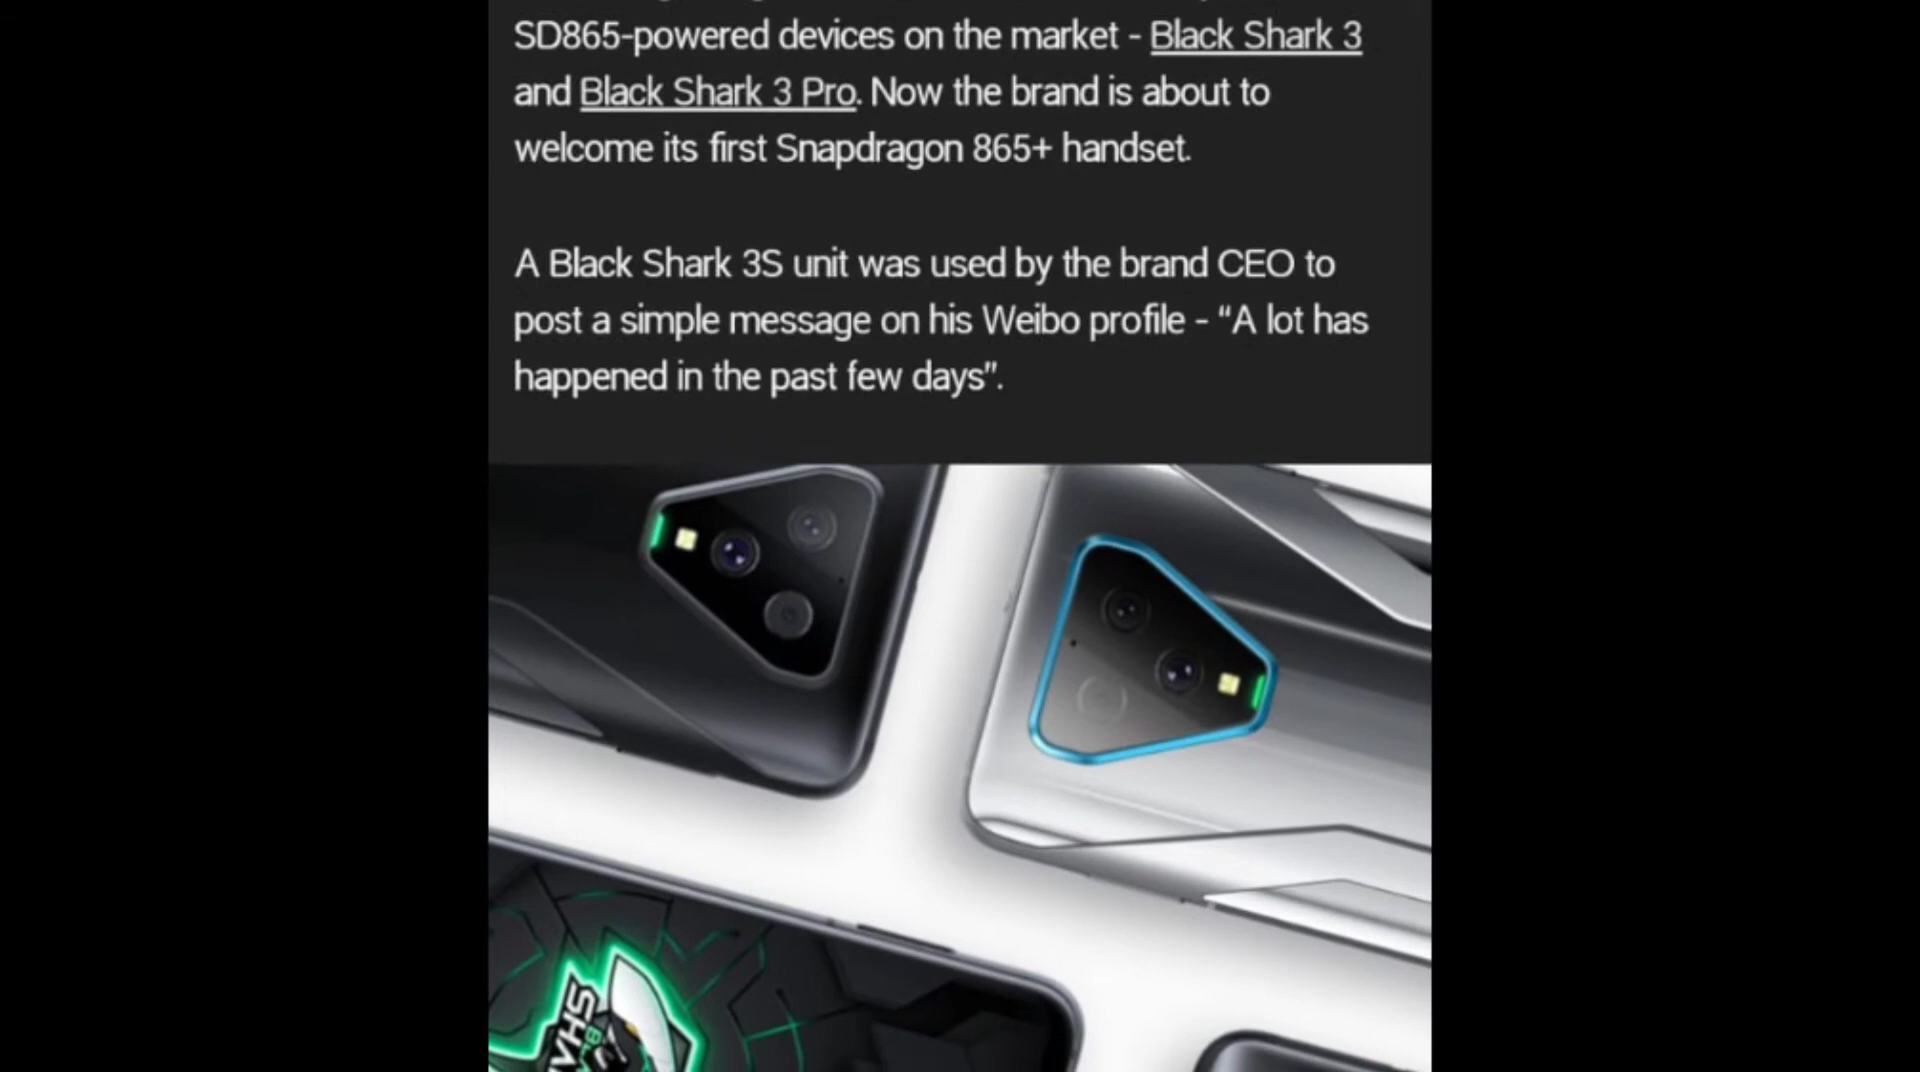 SD865-powered devices on the market - Black Shark 3
and Black Shark 3 Pro. Now the brand is about to
welcome its first Snapdragon 865+ handset.
A Black Shark 3S unit was used by the brand CEO to
post a simple message on his Weibo profile - “A lot has
happened in the past few days”.